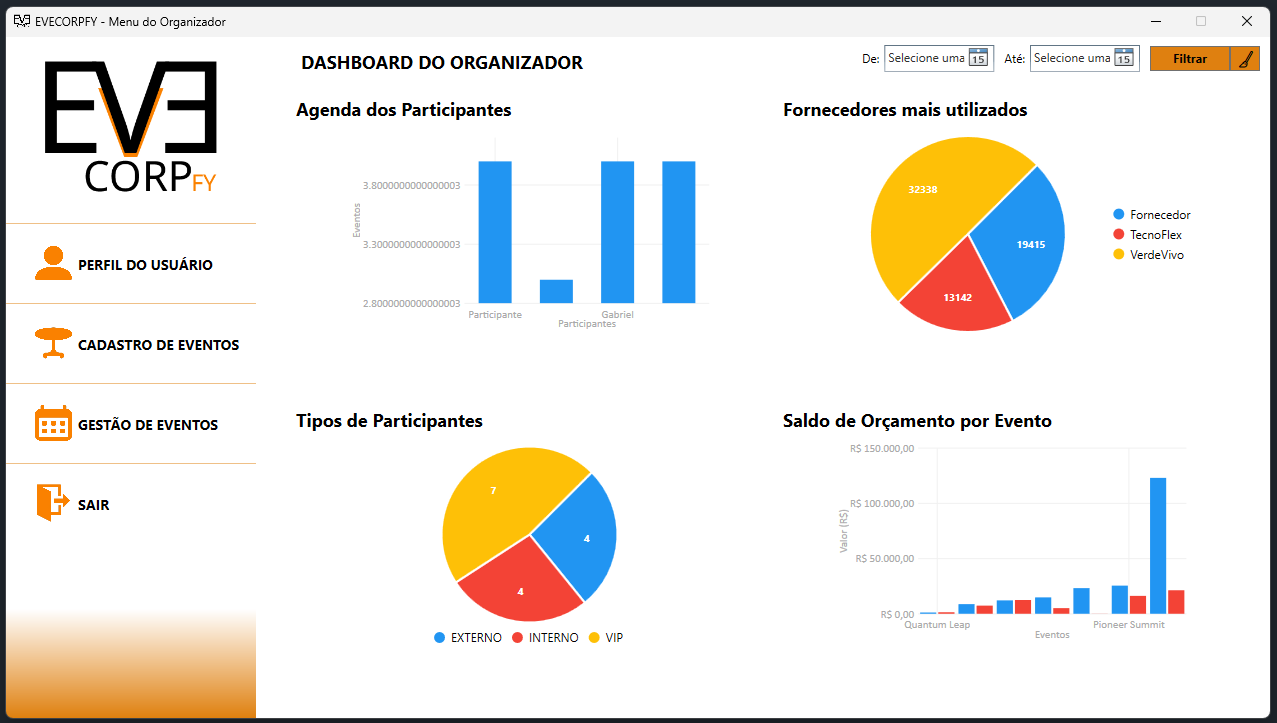 EVECORPFY - Menu do Organizador
EVE
CORPFY
PERFIL DO USUÁRIO
CADASTRO DE EVENTOS
GESTÃO DE EVENTOS
SAIR
DASHBOARD DO ORGANIZADOR
De: Selecione uma 15 Até: Selecione uma 15 Filtrar
Agenda dos Participantes
3.8000000000000003
3.3000000000000003
2.8000000000000003
Eventos
Participante Gabriel
Participantes
Fornecedores mais utilizados
32338
19415
13142
Fornecedor
TecnoFlex
VerdeVivo
Tipos de Participantes
7
4
4
EXTERNO INTERNO VIP
Saldo de Orçamento por Evento
R$ 150.000,00
R$ 100.000,00
R$ 50.000,00
R$ 0,00
Valor (R$)
Quantum Leap Pioneer Summit
Eventos